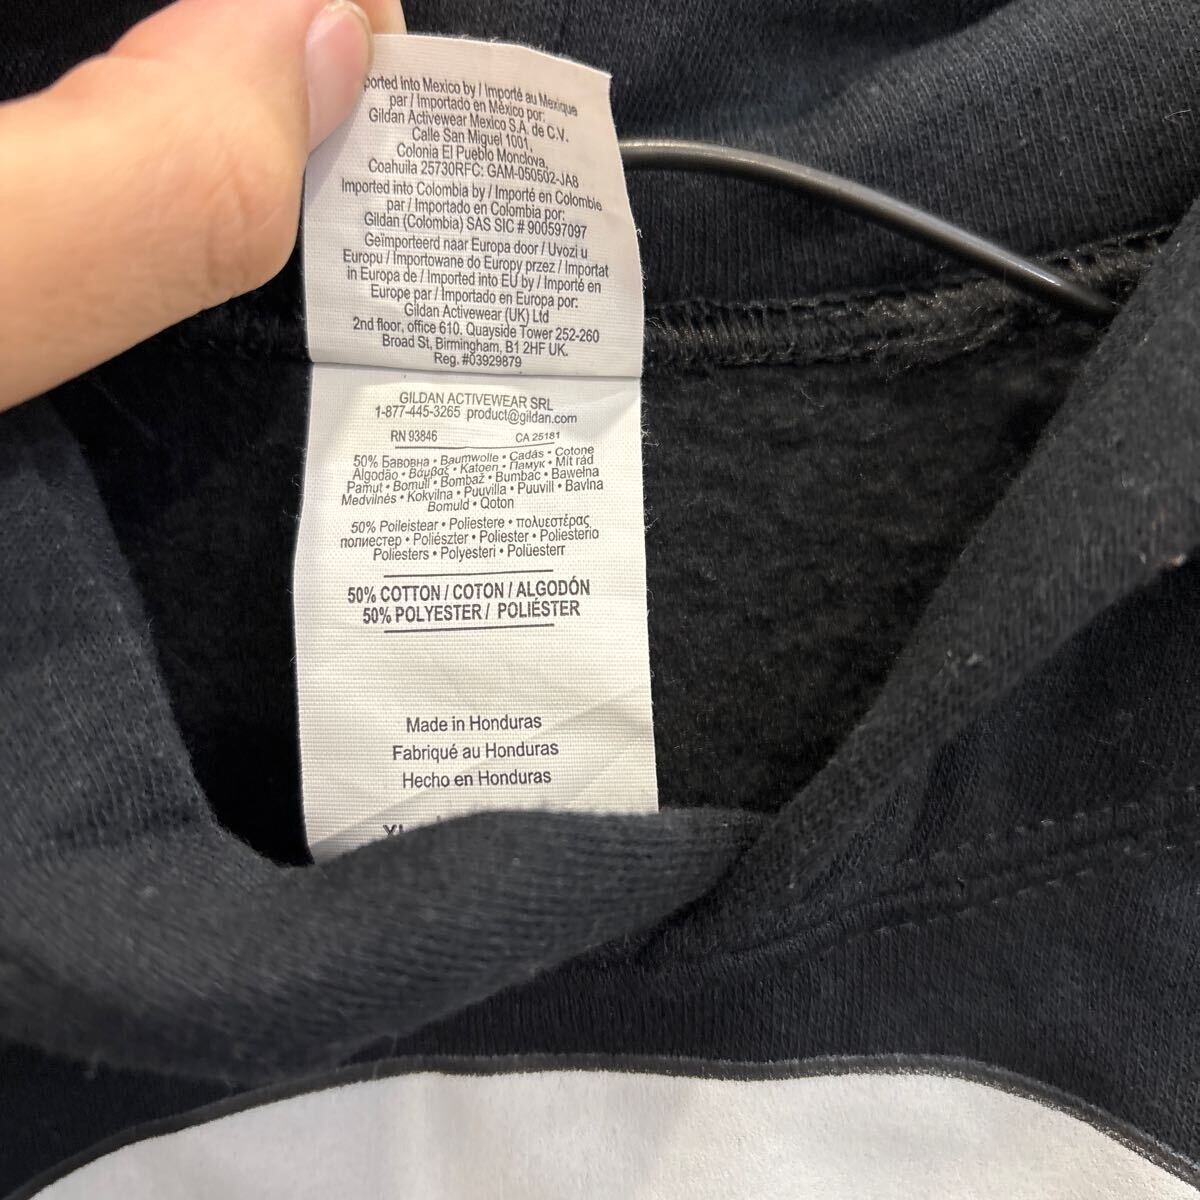 ported into Mexico by / Importé au Mexique
par / Importado en México por:
Gildan Activewear Mexico S.A. de C.V.
Calle San Miguel 1001,
Colonia El Pueblo Monclova,
Coahuila 25730RFC: GAM-050502-JA8
Imported into Colombia by / Importé en Colombie
par / Importado en Colombia por:
Gildan (Colombia) SAS SIC # 900597097
Geïmporteerd naar Europa door / Uvozi u
Europu / Importowane do Europy przez / Importat
in Europa de / Imported into EU by / Importé en
Europe par / Importado en Europa por:
Gildan Activewear (UK) Ltd
2nd floor, office 610. Quayside Tower 252-260
Broad St, Birmingham, B1 2HF UK.
Reg. #03929879
GILDAN ACTIVEWEAR SRL
1-877-445-3265 product@gildan.com
RN 93846 CA 25181
50% Бавовна • Baumwolle • Cadás • Cotone
Algodão • Βάμβας • Katoen • Памук • Mit rád
Pamut • Bomull • Bombaž • Bumbac • Bawełna
Medvilnės • Kokvilna • Puuvilla • Puuvill • Bavlna
Bomuld • Qoton
50% Poileistear • Poliestere • πολυεστέρας
полиестер • Poliészter • Poliester • Poliesterio
Poliesters • Polyesteri • Polüesterr
50% COTTON / COTON / ALGODÓN
50% POLYESTER / POLIÉSTER
Made in Honduras
Fabriqué au Honduras
Hecho en Honduras
XL